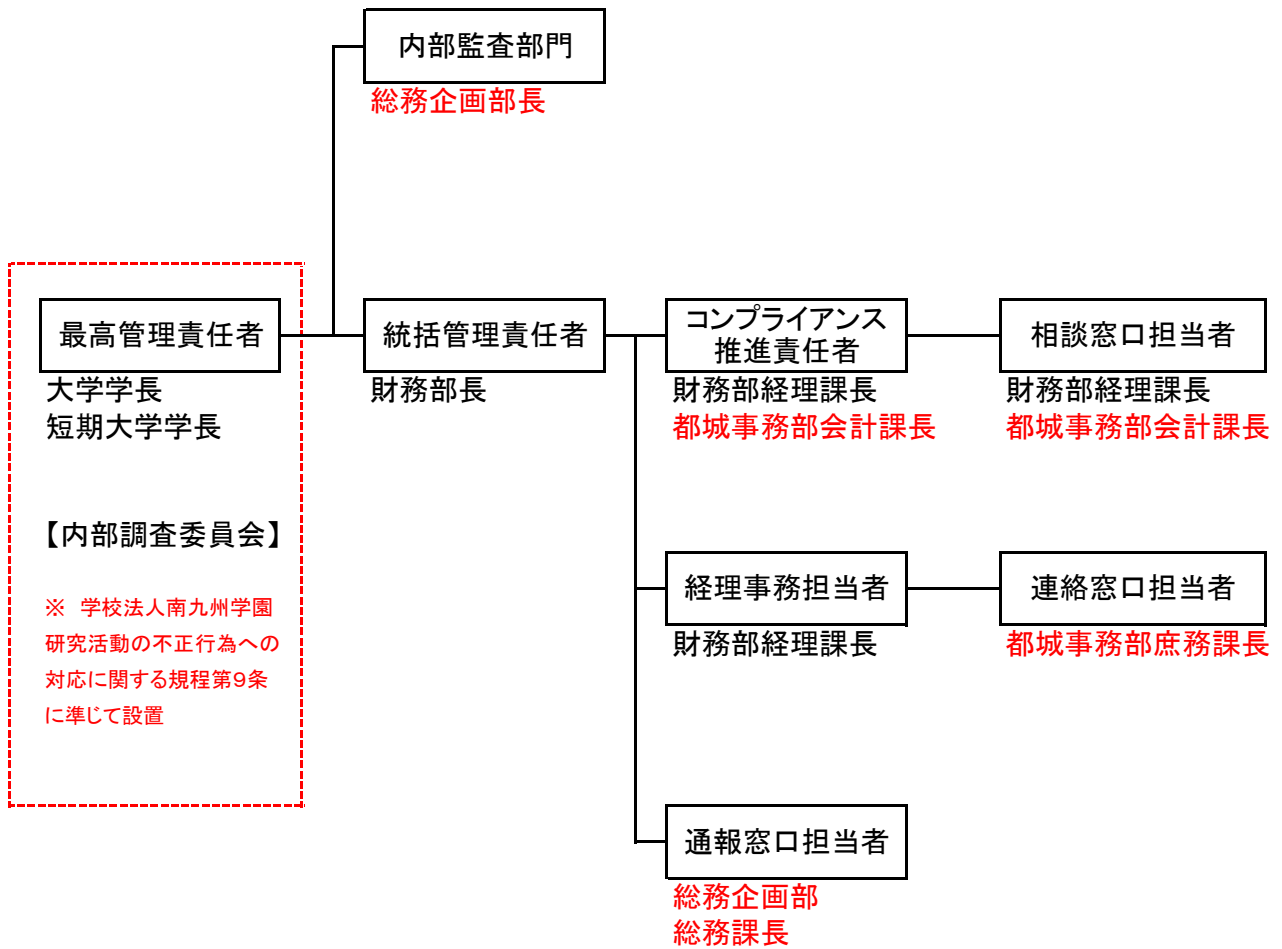 内部監査部門
総務企画部長
最高管理責任者
大学学長
短期大学学長
【内部調査委員会】
※ 学校法人南九州学園
研究活動の不正行為への
対応に関する規程第9条
に準じて設置
統括管理責任者
財務部長
コンプライアンス
推進責任者
財務部経理課長
都城事務部会計課長
相談窓口担当者
財務部経理課長
都城事務部会計課長
経理事務担当者
財務部経理課長
連絡窓口担当者
都城事務部庶務課長
通報窓口担当者
総務企画部
総務課長